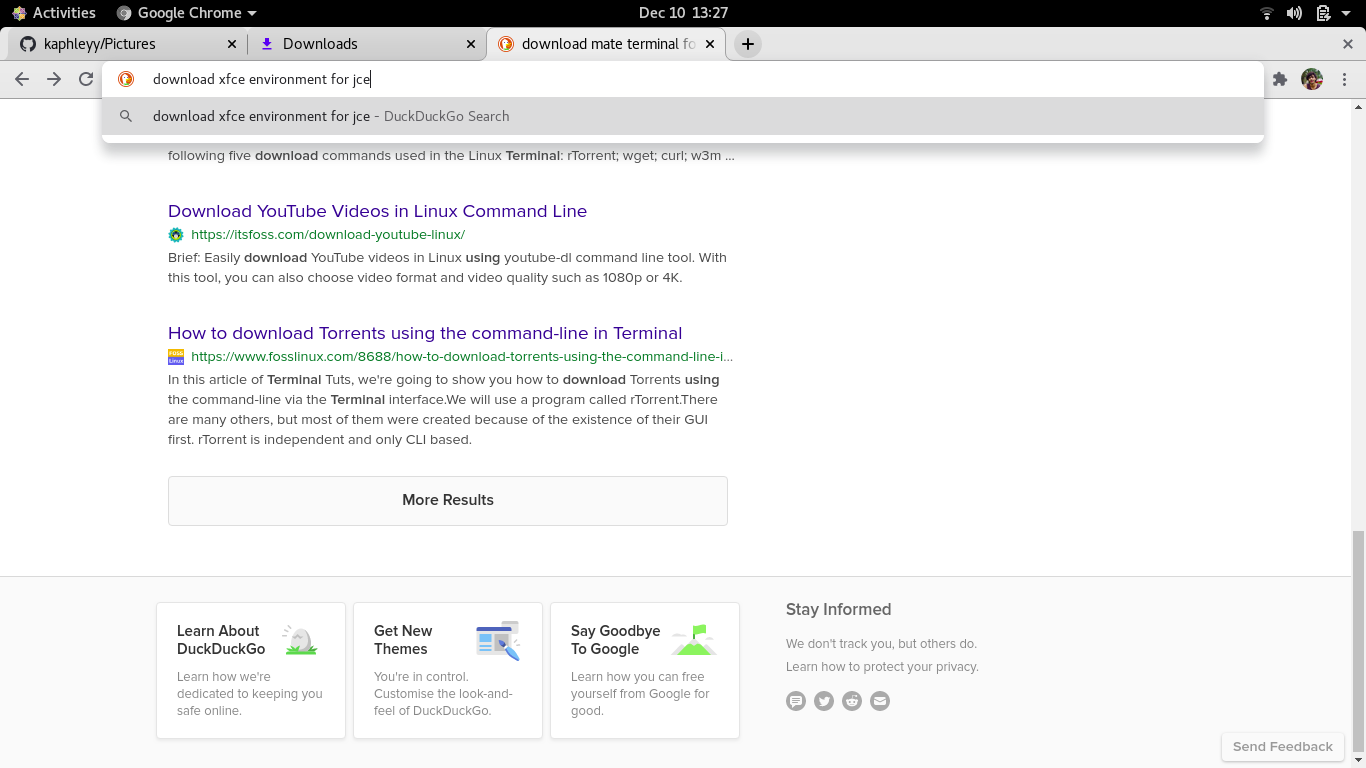 Activities
Google Chrome
Dec 10 13:27
kaphleyy/Pictures
Downloads
download mate terminal fo
download xfce environment for jce
download xfce environment for jce - DuckDuckGo Search
following five download commands used in the Linux Terminal: rTorrent; wget; curl; w3m ...
Download YouTube Videos in Linux Command Line
https://itsfoss.com/download-youtube-linux/
Brief: Easily download YouTube videos in Linux using youtube-dl command line tool. With
this tool, you can also choose video format and video quality such as 1080p or 4K.
How to download Torrents using the command-line in Terminal
FOSS
Linux
https://www.fosslinux.com/8688/how-to-download-torrents-using-the-command-line-i...
In this article of Terminal Tuts, we're going to show you how to download Torrents using
the command-line via the Terminal interface.We will use a program called rTorrent.There
are many others, but most of them were created because of the existence of their GUI
first. rTorrent is independent and only CLI based.
More Results
Learn About
DuckDuckGo
Learn how we're
dedicated to keeping you
safe online.
Get New
Themes
You're in control.
Customise the look-and-
feel of DuckDuckGo.
Say Goodbye
To Google
Learn how you can free
yourself from Google for
good.
Stay Informed
We don't track you, but others do.
Learn how to protect your privacy.
Send Feedback